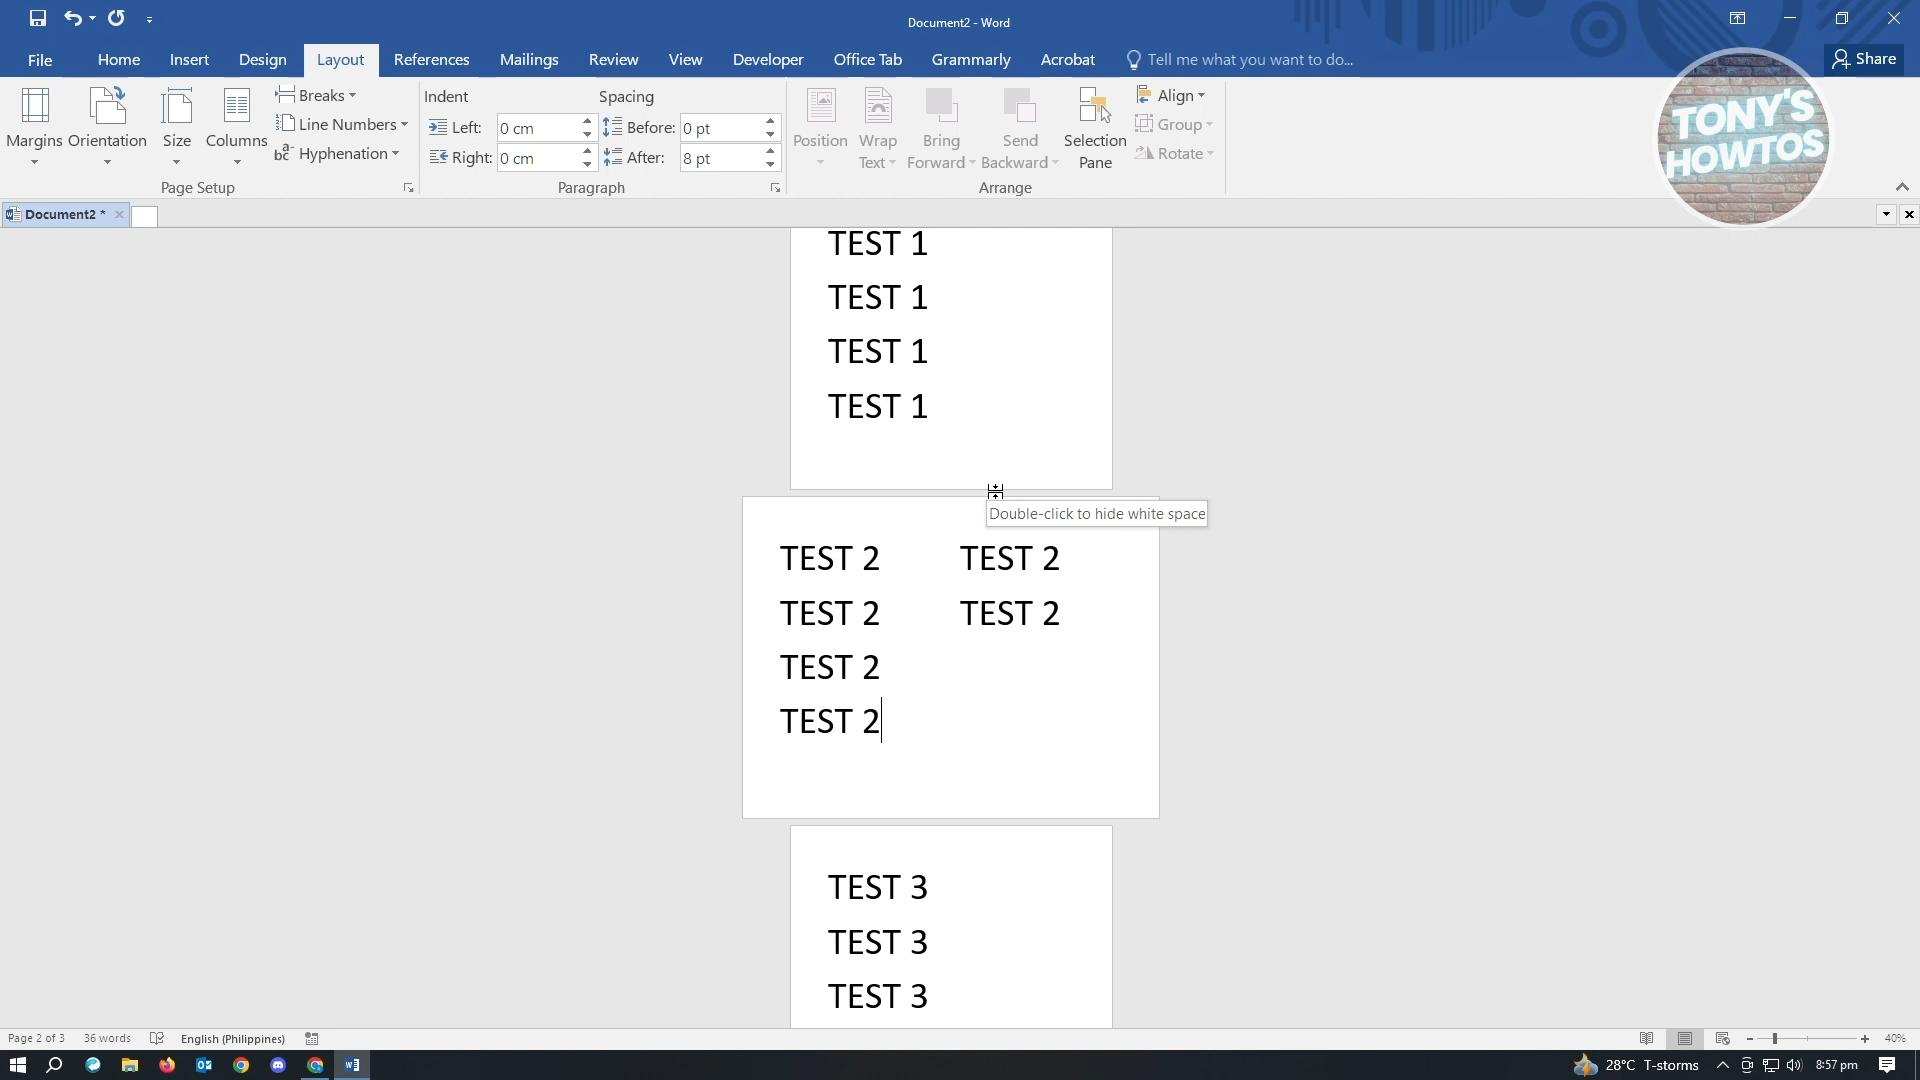 Document2 - Word
File Home Insert Design Layout References Mailings Review View Developer Office Tab Grammarly Acrobat Tell me what you want to do... Share
Margins Orientation Size Columns
Breaks
Line Numbers
Hyphenation
Page Setup
Indent Spacing
Left: 0 cm Before: 0 pt
Right: 0 cm After: 8 pt
Paragraph
Position Wrap Text Bring Forward Send Backward Selection Pane
Align
Group
Rotate
Arrange
TONY'S
HOWTOS
Document2 *
TEST 1
TEST 1
TEST 1
TEST 1
Double-click to hide white space
TEST 2 TEST 2
TEST 2 TEST 2
TEST 2
TEST 2
TEST 3
TEST 3
TEST 3
Page 2 of 3 36 words English (Philippines) 40%
28°C T-storms 8:57 pm